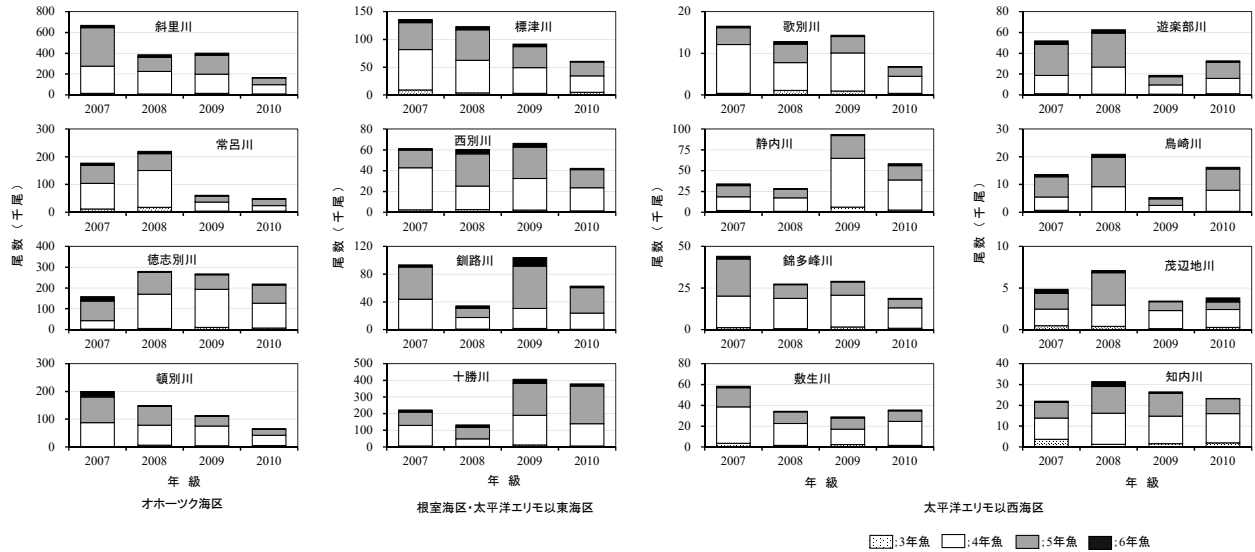 斜里川
800
600
400
200
0
2007 2008 2009 2010
常呂川
300
200
100
0
2007 2008 2009 2010
徳志別川
400
300
200
100
0
2007 2008 2009 2010
頓別川
300
200
100
0
2007 2008 2009 2010
尾数(千尾)
年 級
オホーツク海区
標津川
150
100
50
0
2007 2008 2009 2010
西別川
80
60
40
20
0
2007 2008 2009 2010
釧路川
120
80
40
0
2007 2008 2009 2010
十勝川
500
400
300
200
100
0
2007 2008 2009 2010
尾数(千尾)
年 級
根室海区・太平洋エリモ以東海区
歌別川
20
10
0
2007 2008 2009 2010
静内川
100
75
50
25
0
2007 2008 2009 2010
錦多峰川
50
25
0
2007 2008 2009 2010
敷生川
80
60
40
20
0
2007 2008 2009 2010
尾数(千尾)
年 級
遊楽部川
80
60
40
20
0
2007 2008 2009 2010
鳥崎川
30
20
10
0
2007 2008 2009 2010
茂辺地川
10
5
0
2007 2008 2009 2010
知内川
40
30
20
10
0
2007 2008 2009 2010
尾数(千尾)
年 級
太平洋エリモ以西海区
;3年魚 ;4年魚 ;5年魚 ;6年魚